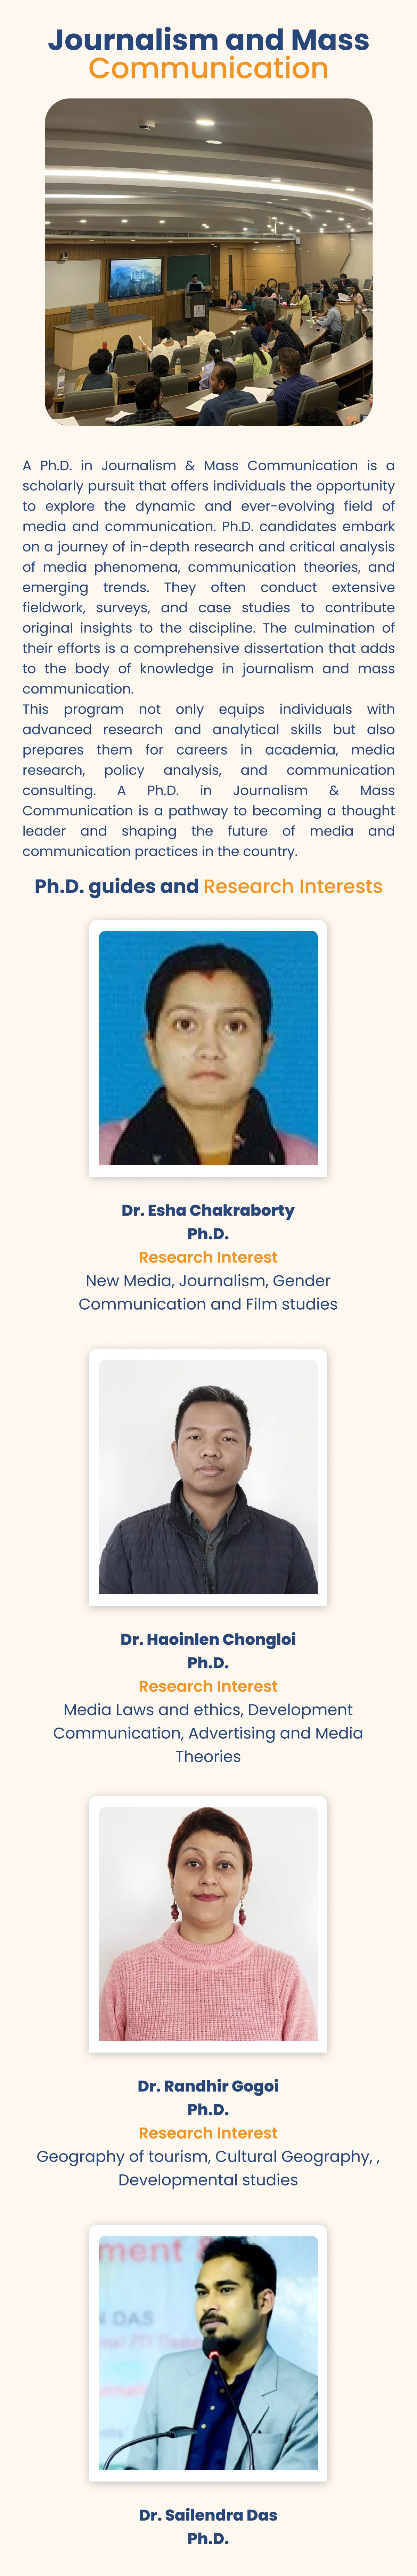 Journalism and Mass
Communication
A Ph.D. in Journalism & Mass Communication is a
scholarly pursuit that offers individuals the opportunity
to explore the dynamic and ever-evolving field of
media and communication. Ph.D. candidates embark
on a journey of in-depth research and critical analysis
of media phenomena, communication theories, and
emerging trends. They often conduct extensive
fieldwork, surveys, and case studies to contribute
original insights to the discipline. The culmination of
their efforts is a comprehensive dissertation that adds
to the body of knowledge in journalism and mass
communication.
This program not only equips individuals with
advanced research and analytical skills but also
prepares them for careers in academia, media
research, policy analysis, and communication
consulting. A Ph.D. in Journalism & Mass
Communication is a pathway to becoming a thought
leader and shaping the future of media and
communication practices in the country.
Ph.D. guides and Research Interests
Dr. Esha Chakraborty
Ph.D.
Research Interest
New Media, Journalism, Gender
Communication and Film studies
Dr. Haoinlen Chongloi
Ph.D.
Research Interest
Media Laws and ethics, Development
Communication, Advertising and Media
Theories
Dr. Randhir Gogoi
Ph.D.
Research Interest
Geography of tourism, Cultural Geography, ,
Developmental studies
ment
DAS
Dr. Sailendra Das
Ph.D.